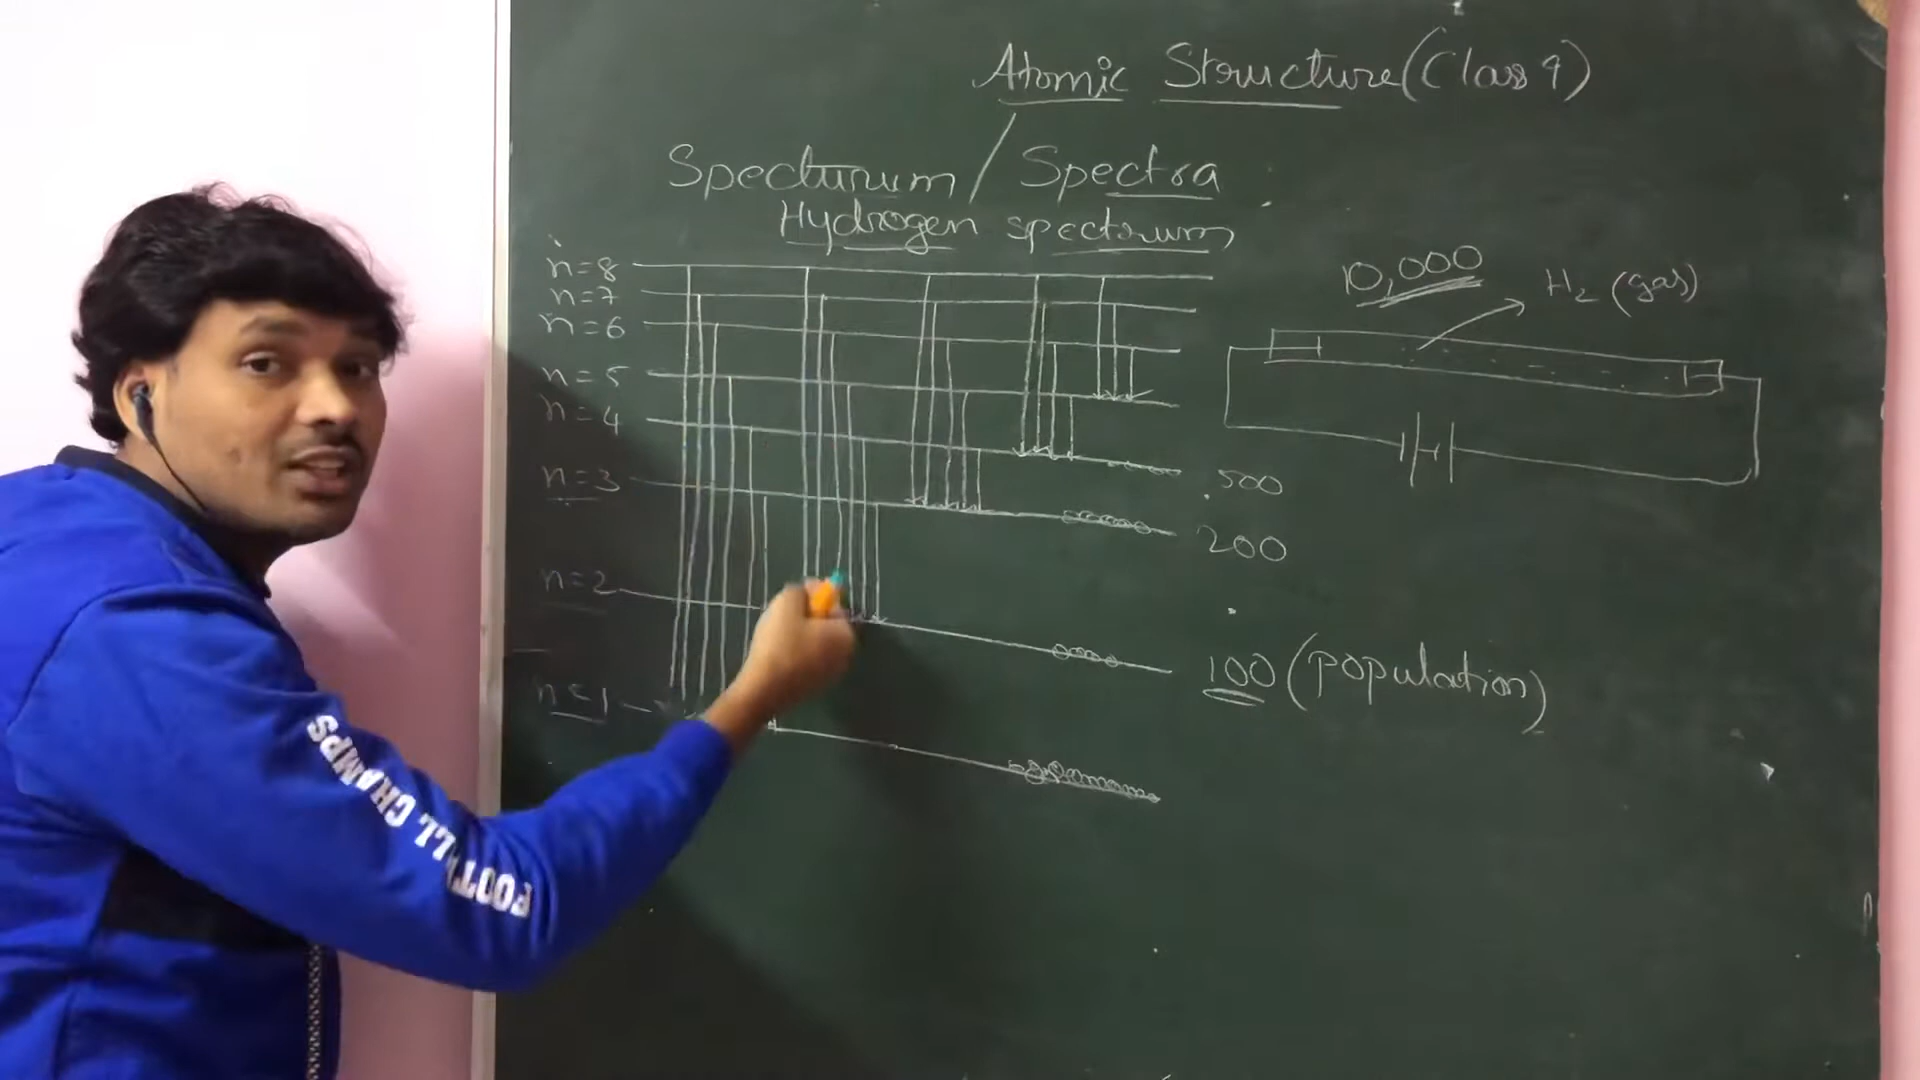 Atomic Structure (Class 9)
Spectrum / Spectra
Hydrogen spectrum
n=8
n=7
n=6
n=5
n=4
n=3
n=2
n=1
10,000
H2 (gas)
500
200
100 (population)
FOOTBALL CHAMPS